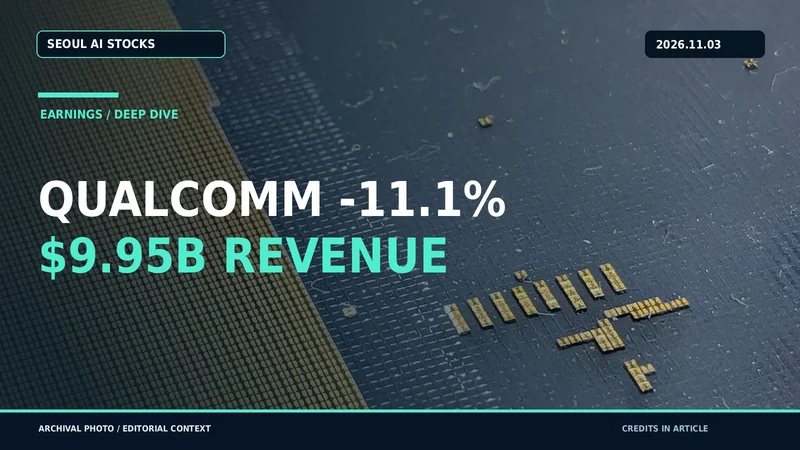 SEOUL AI STOCKS
2026.11.03
EARNINGS / DEEP DIVE
QUALCOMM -11.1%
$9.95B REVENUE
ARCHIVAL PHOTO / EDITORIAL CONTEXT
CREDITS IN ARTICLE